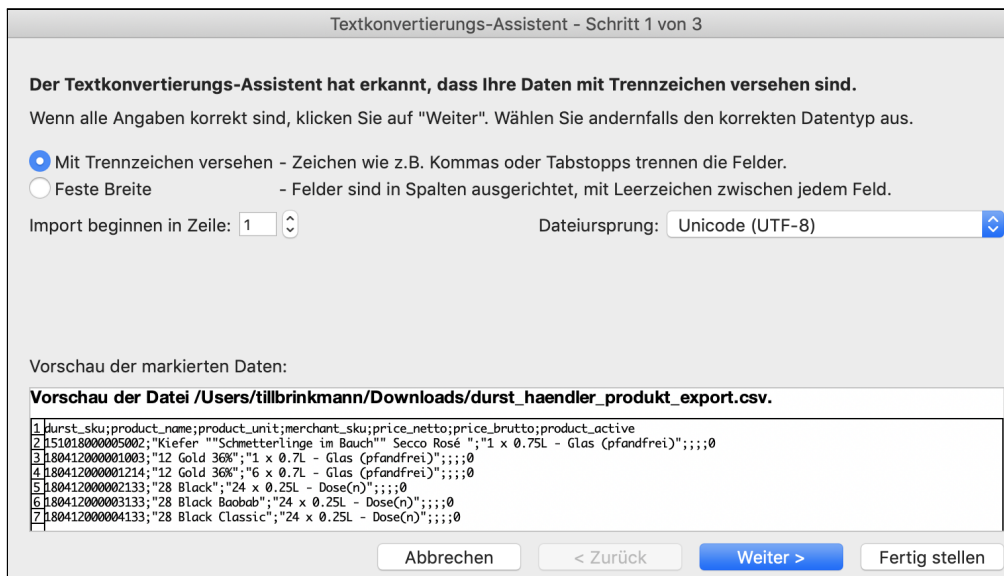 Textkonvertierungs-Assistent - Schritt 1 von 3
Der Textkonvertierungs-Assistent hat erkannt, dass Ihre Daten mit Trennzeichen versehen sind.
Wenn alle Angaben korrekt sind, klicken Sie auf "Weiter". Wählen Sie andernfalls den korrekten Datentyp aus.
Mit Trennzeichen versehen - Zeichen wie z.B. Kommas oder Tabstopps trennen die Felder.
Feste Breite - Felder sind in Spalten ausgerichtet, mit Leerzeichen zwischen jedem Feld.
Import beginnen in Zeile: 1 Dateiursprung: Unicode (UTF-8)
Vorschau der markierten Daten:
Vorschau der Datei /Users/tillbrinkmann/Downloads/durst_haendler_produkt_export.csv.
1 durst_sku;product_name;product_unit;merchant_sku;price_netto;price_brutto;product_active
2 151018000005002;"Kiefer ""Schmetterlinge im Bauch"" Secco Rosé ";"1 x 0.75L - Glas (pfandfrei)";;;;0
3 180412000001003;"12 Gold 36%";"1 x 0.7L - Glas (pfandfrei)";;;;0
4 180412000001214;"12 Gold 36%";"6 x 0.7L - Glas (pfandfrei)";;;;0
5 180412000002133;"28 Black";"24 x 0.25L - Dose(n)";;;;0
6 180412000003133;"28 Black Baobab";"24 x 0.25L - Dose(n)";;;;0
7 180412000004133;"28 Black Classic";"24 x 0.25L - Dose(n)";;;;0
Abbrechen < Zurück Weiter > Fertig stellen